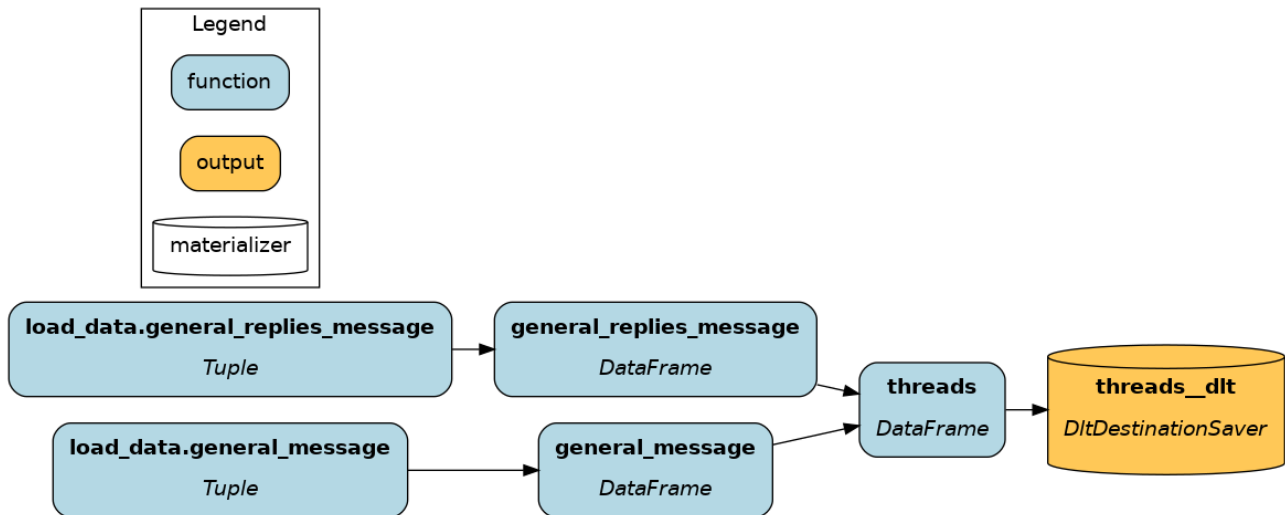 Legend
function
output
materializer
load_data.general_replies_message
Tuple
general_replies_message
DataFrame
load_data.general_message
Tuple
general_message
DataFrame
threads
DataFrame
threads__dlt
DltDestinationSaver